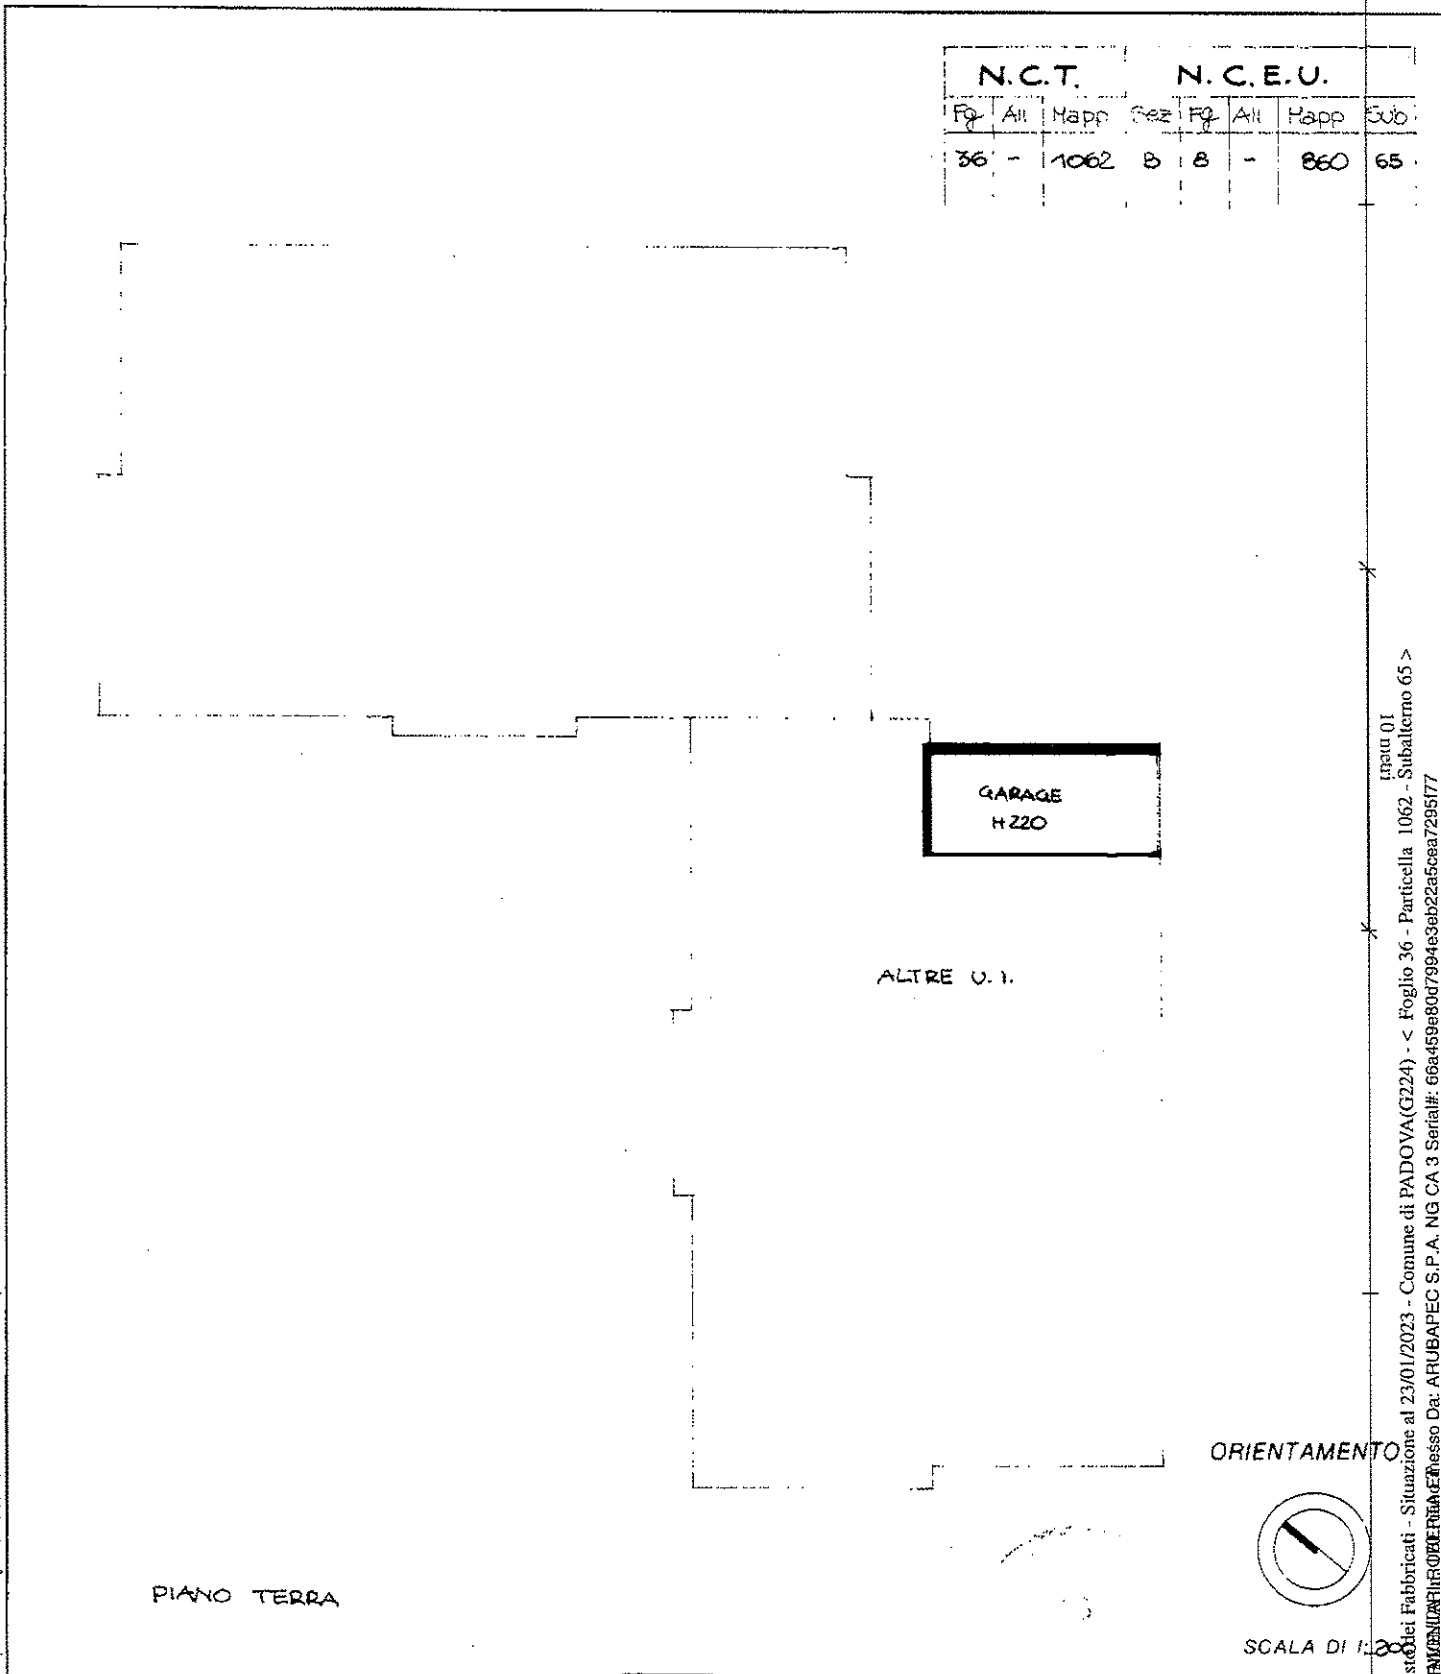 N.C.T. N.C.E.U.
Fg All Mapp Sez Fg All Mapp Sub
36 - 1062 B 8 - 860 65
GARAGE
H 220
ALTRE U.I.
PIANO TERRA
ORIENTAMENTO
SCALA DI 1:200
10 metri
dei Fabbricati - Situazione al 23/01/2023 - Comune di PADOVA(G224) - < Foglio 36 - Particella 1062 - Subalterno 65 >
Da: ARUBAPEC S.P.A. NG CA 3 Serial#: 66a459e80d7994e3eb22a5cea7295f77